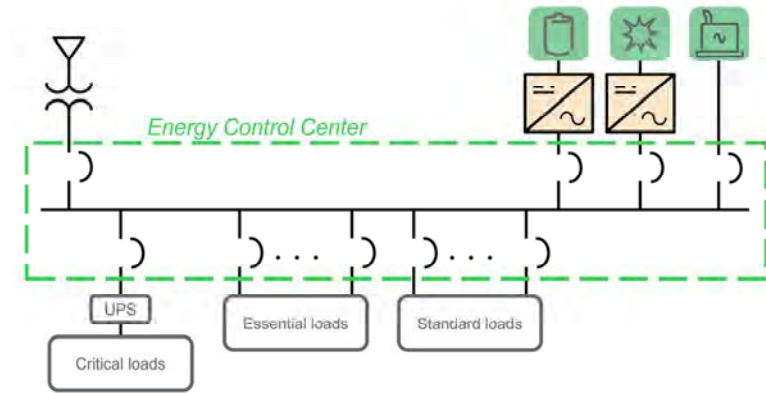 Energy Control Center
UPS
Essential loads
Standard loads
Critical loads